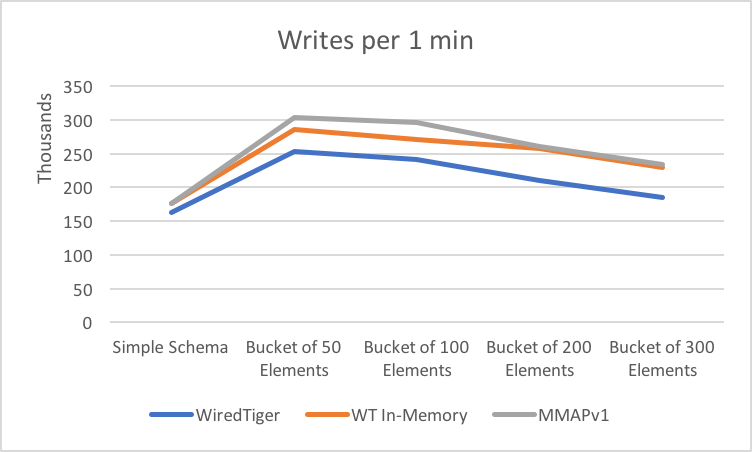 Writes per 1 min
Thousands
350
300
250
200
150
100
50
0
Simple Schema
Bucket of 50
Elements
Bucket of 100
Elements
Bucket of 200
Elements
Bucket of 300
Elements
WiredTiger
WT In-Memory
MMAPv1